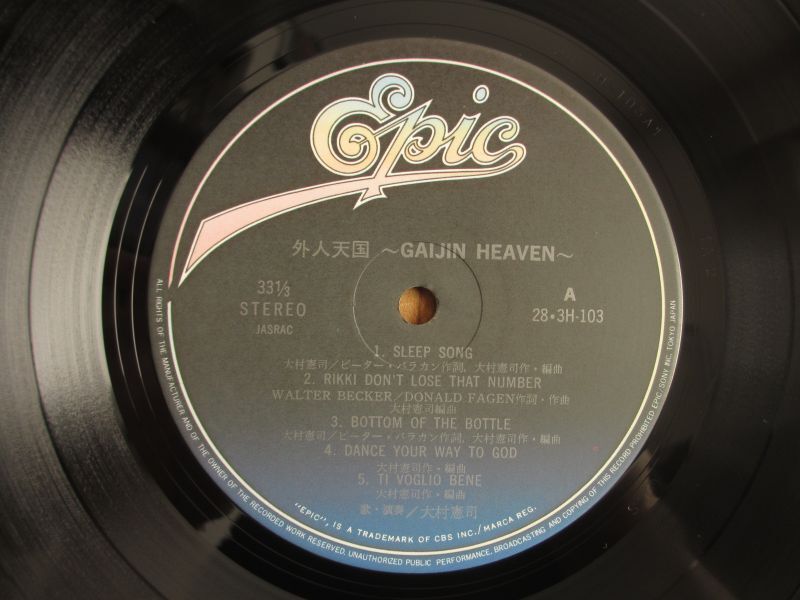 Epic
外人天国 〜GAIJIN HEAVEN〜
33⅓
STEREO
JASRAC
A
28・3H-103
1. SLEEP SONG
大村憲司／ピーター・バラカン作詞，大村憲司作・編曲
2. RIKKI DON'T LOSE THAT NUMBER
WALTER BECKER／DONALD FAGEN作詞・作曲
大村憲司編曲
3. BOTTOM OF THE BOTTLE
大村憲司／ピーター・バラカン作詞，大村憲司作・編曲
4. DANCE YOUR WAY TO GOD
大村憲司作・編曲
5. TI VOGLIO BENE
大村憲司作・編曲
歌・演奏／大村憲司
"EPIC", IS A TRADEMARK OF CBS INC./MARCA REG.
ALL RIGHTS OF THE MANUFACTURER AND OF THE OWNER OF THE RECORDED WORK RESERVED. UNAUTHORIZED PUBLIC PERFORMANCE, BROADCASTING AND COPYING OF THIS RECORD PROHIBITED EPIC/SONY INC. TOKYO JAPAN